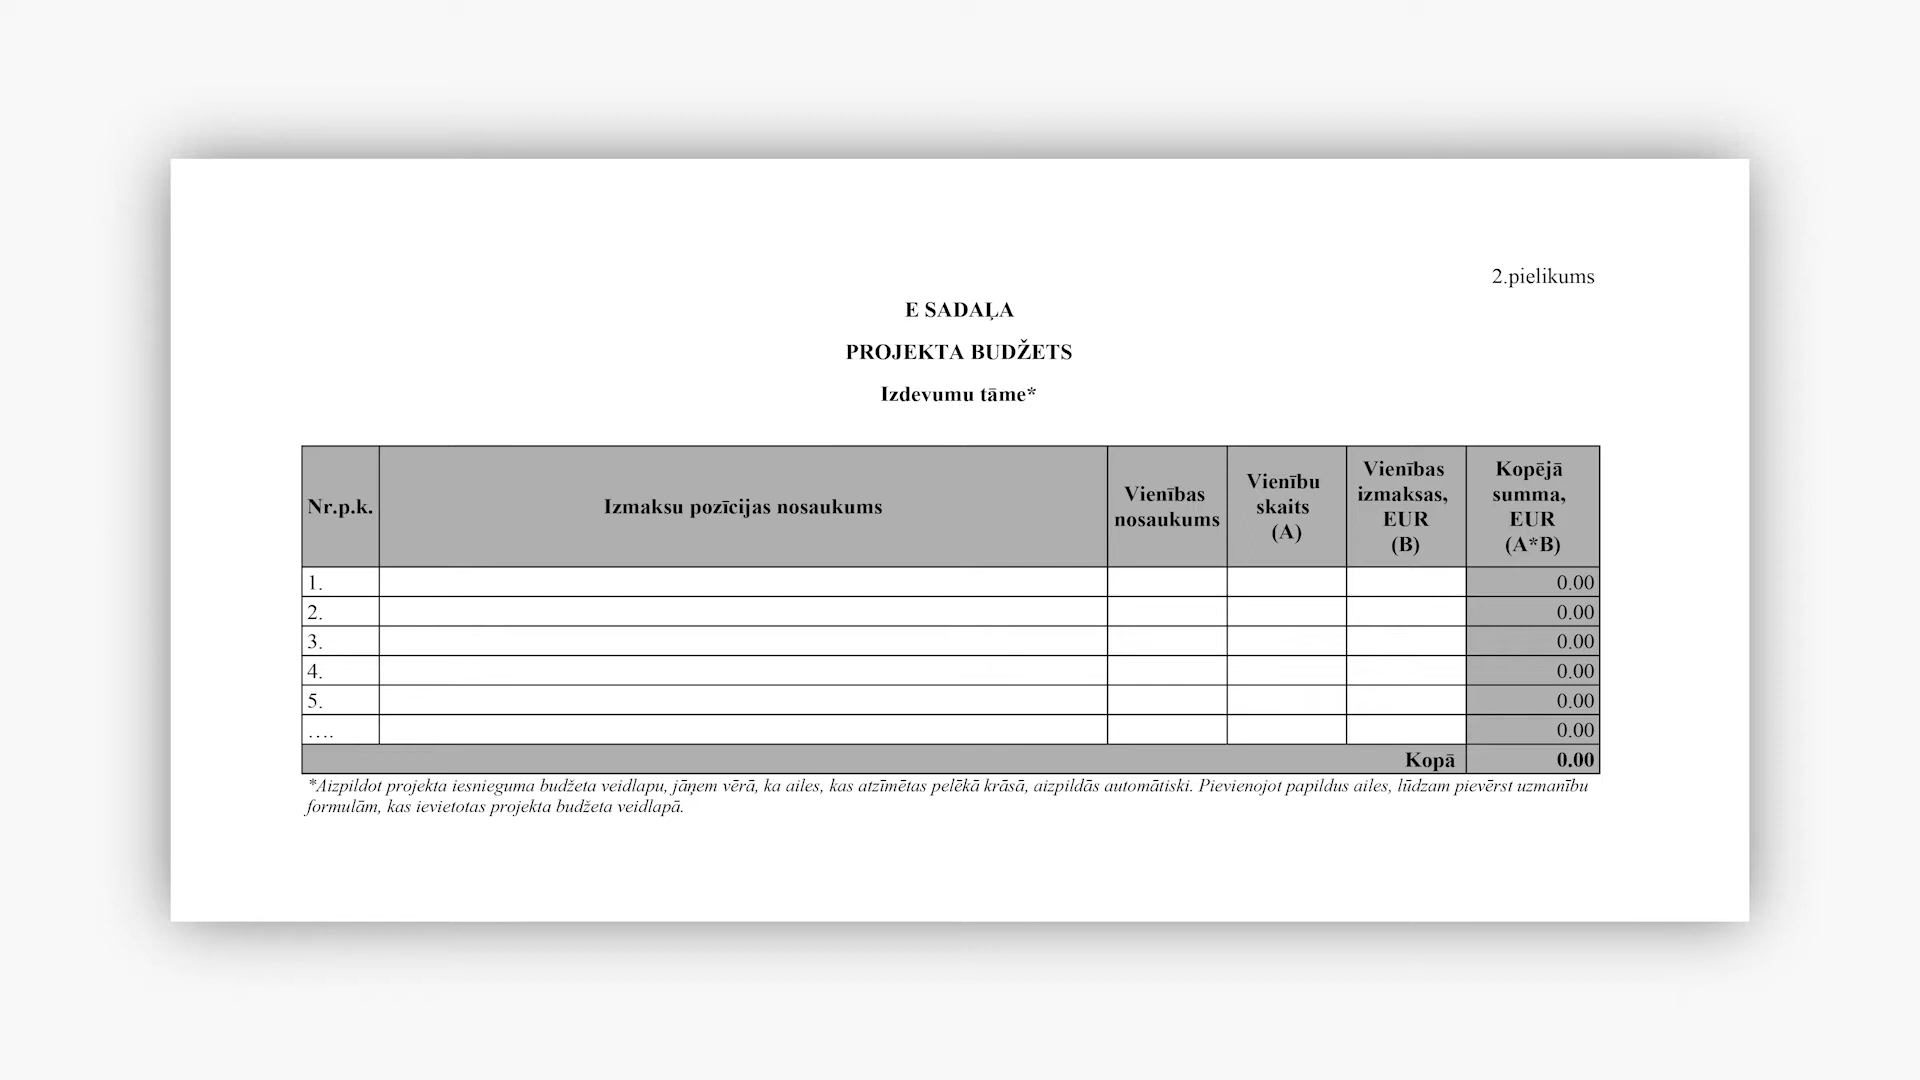 2.pielikums
E SADAĻA
PROJEKTA BUDŽETS
Izdevumu tāme*
Nr.p.k.
Izmaksu pozīcijas nosaukums
Vienības
nosaukums
Vienību
skaits
(A)
Vienības
izmaksas,
EUR
(B)
Kopējā
summa,
EUR
(A*B)
1.
0.00
2.
0.00
3.
0.00
4.
0.00
5.
0.00
….
0.00
Kopā
0.00
*Aizpildot projekta iesnieguma budžeta veidlapu, jāņem vērā, ka ailes, kas atzīmētas pelēkā krāsā, aizpildās automātiski. Pievienojot papildus ailes, lūdzam pievērst uzmanību
formulām, kas ievietotas projekta budžeta veidlapā.